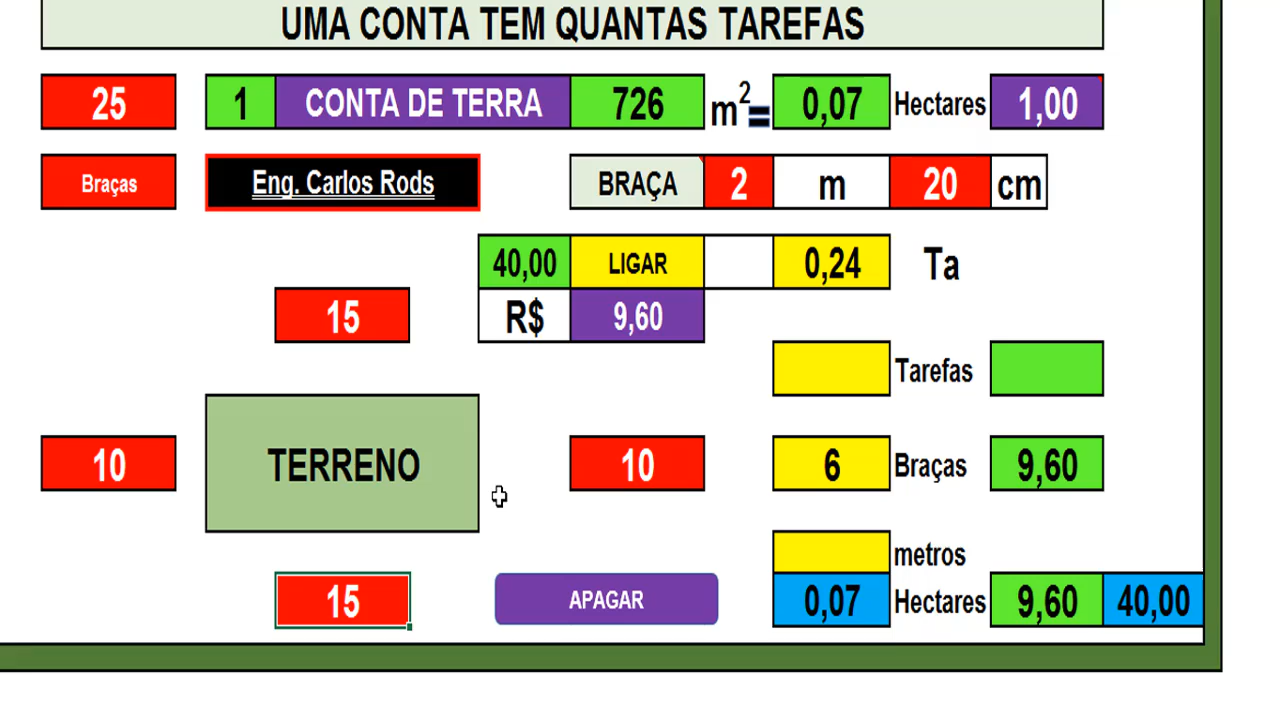 UMA CONTA TEM QUANTAS TAREFAS
25 1 CONTA DE TERRA 726 m²= 0,07 Hectares 1,00
Braças Eng. Carlos Rods BRAÇA 2 m 20 cm
40,00 LIGAR 0,24 Ta
15 R$ 9,60
Tarefas
10 TERRENO 10 6 Braças 9,60
metros
15 APAGAR 0,07 Hectares 9,60 40,00